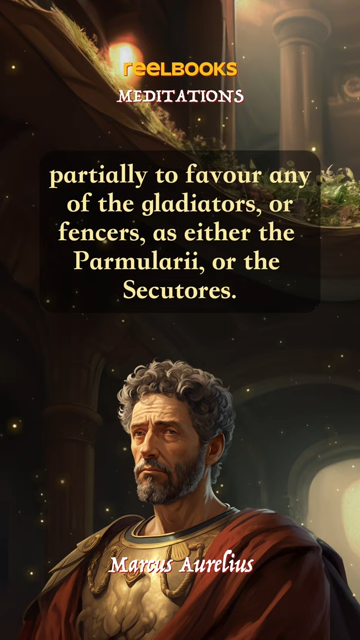 reelBOOKS
MEDITATIONS
partially to favour any
of the gladiators, or
fencers, as either the
Parmularii, or the
Secutores.
Marcus Aurelius